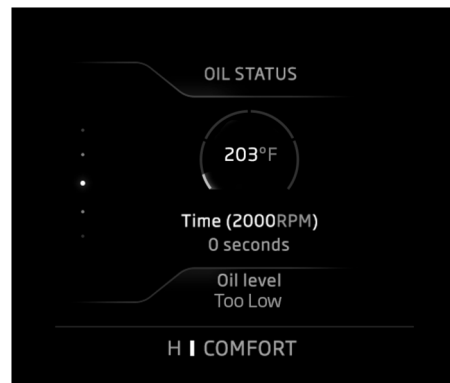 OIL STATUS
203°F
Time (2000RPM)
0 seconds
Oil level
Too Low
H COMFORT